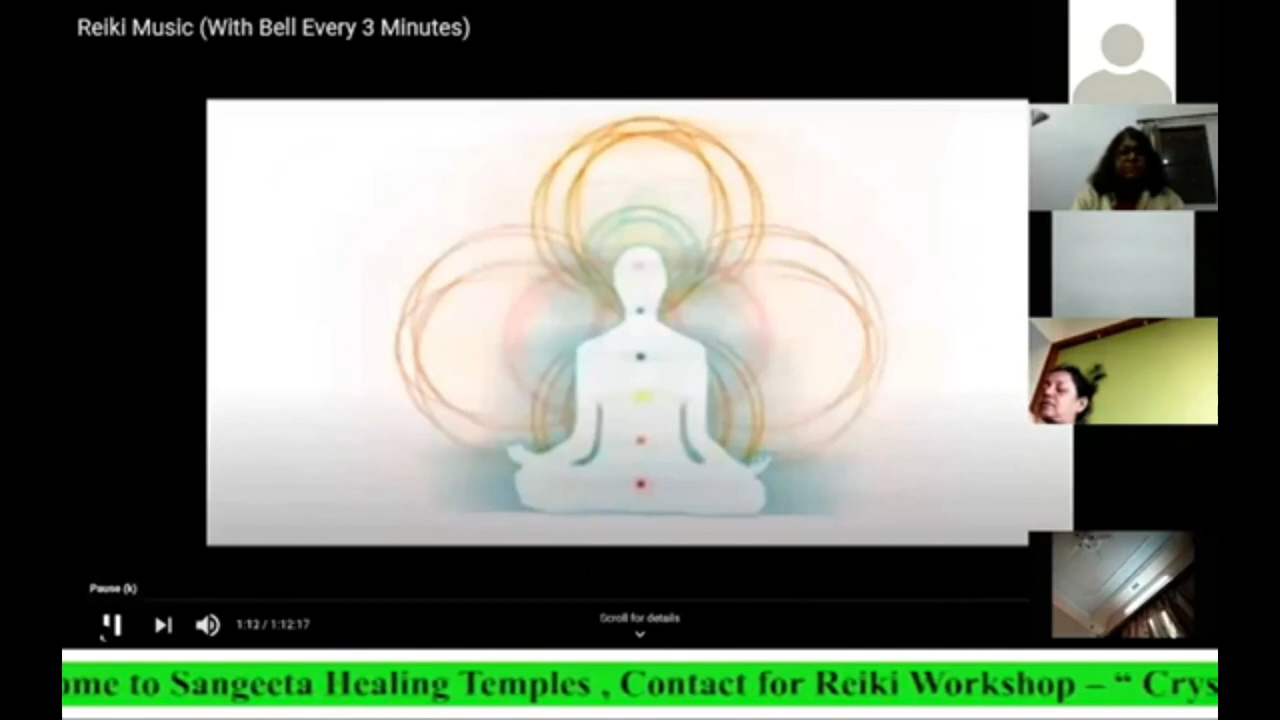 Reiki Music (With Bell Every 3 Minutes)
Pause (k)
1:12 / 1:12:17
Scroll for details
ome to Sangeeta Healing Temples , Contact for Reiki Workshop – “ Crys